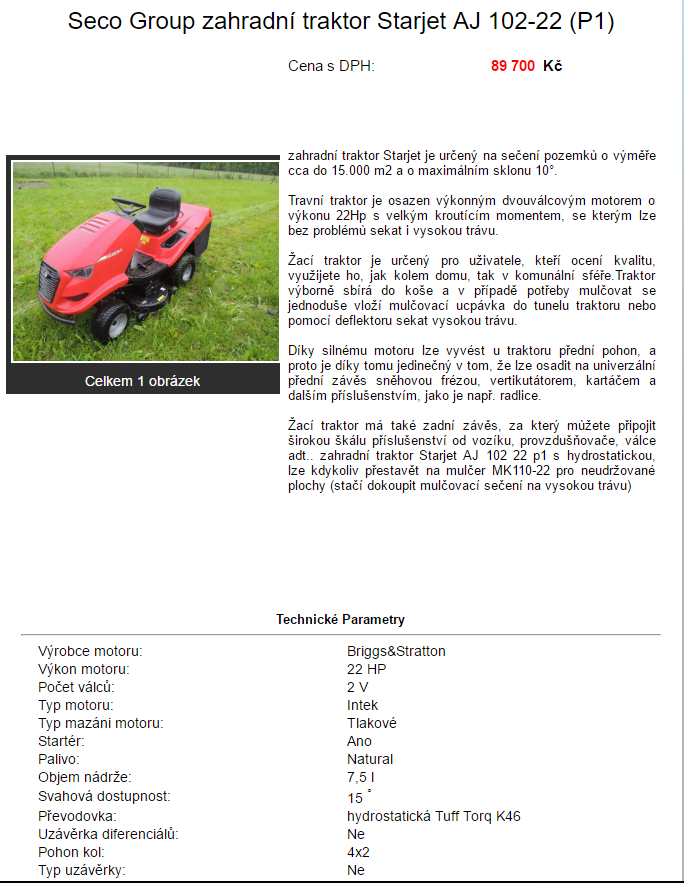 Seco Group zahradní traktor Starjet AJ 102-22 (P1)
Cena s DPH: 89 700 Kč
zahradní traktor Starjet je určený na sečení pozemků o výměře
cca do 15.000 m2 a o maximálním sklonu 10°.
Travní traktor je osazen výkonným dvouválcovým motorem o
výkonu 22Hp s velkým kroutícím momentem, se kterým lze
bez problémů sekat i vysokou trávu.
Žací traktor je určený pro uživatele, kteří ocení kvalitu,
využijete ho, jak kolem domu, tak v komunální sféře.Traktor
výborně sbírá do koše a v případě potřeby mulčovat se
jednoduše vloží mulčovací ucpávka do tunelu traktoru nebo
pomocí deflektoru sekat vysokou trávu.
Díky silnému motoru lze vyvést u traktoru přední pohon, a
proto je díky tomu jedinečný v tom, že lze osadit na univerzální
přední závěs sněhovou frézou, vertikutátorem, kartáčem a
dalším příslušenstvím, jako je např. radlice.
Žací traktor má také zadní závěs, za který můžete připojit
širokou škálu příslušenství od vozíku, provzdušňovače, válce
adt.. zahradní traktor Starjet AJ 102 22 p1 s hydrostatickou,
lze kdykoliv přestavět na mulčer MK110-22 pro neudržované
plochy (stačí dokoupit mulčovací sečení na vysokou trávu)
Celkem 1 obrázek
Technické Parametry
Výrobce motoru: Briggs&Stratton
Výkon motoru: 22 HP
Počet válců: 2 V
Typ motoru: Intek
Typ mazáni motoru: Tlakové
Startér: Ano
Palivo: Natural
Objem nádrže: 7,5 l
Svahová dostupnost: 15 °
Převodovka: hydrostatická Tuff Torq K46
Uzávěrka diferenciálů: Ne
Pohon kol: 4x2
Typ uzávěrky: Ne